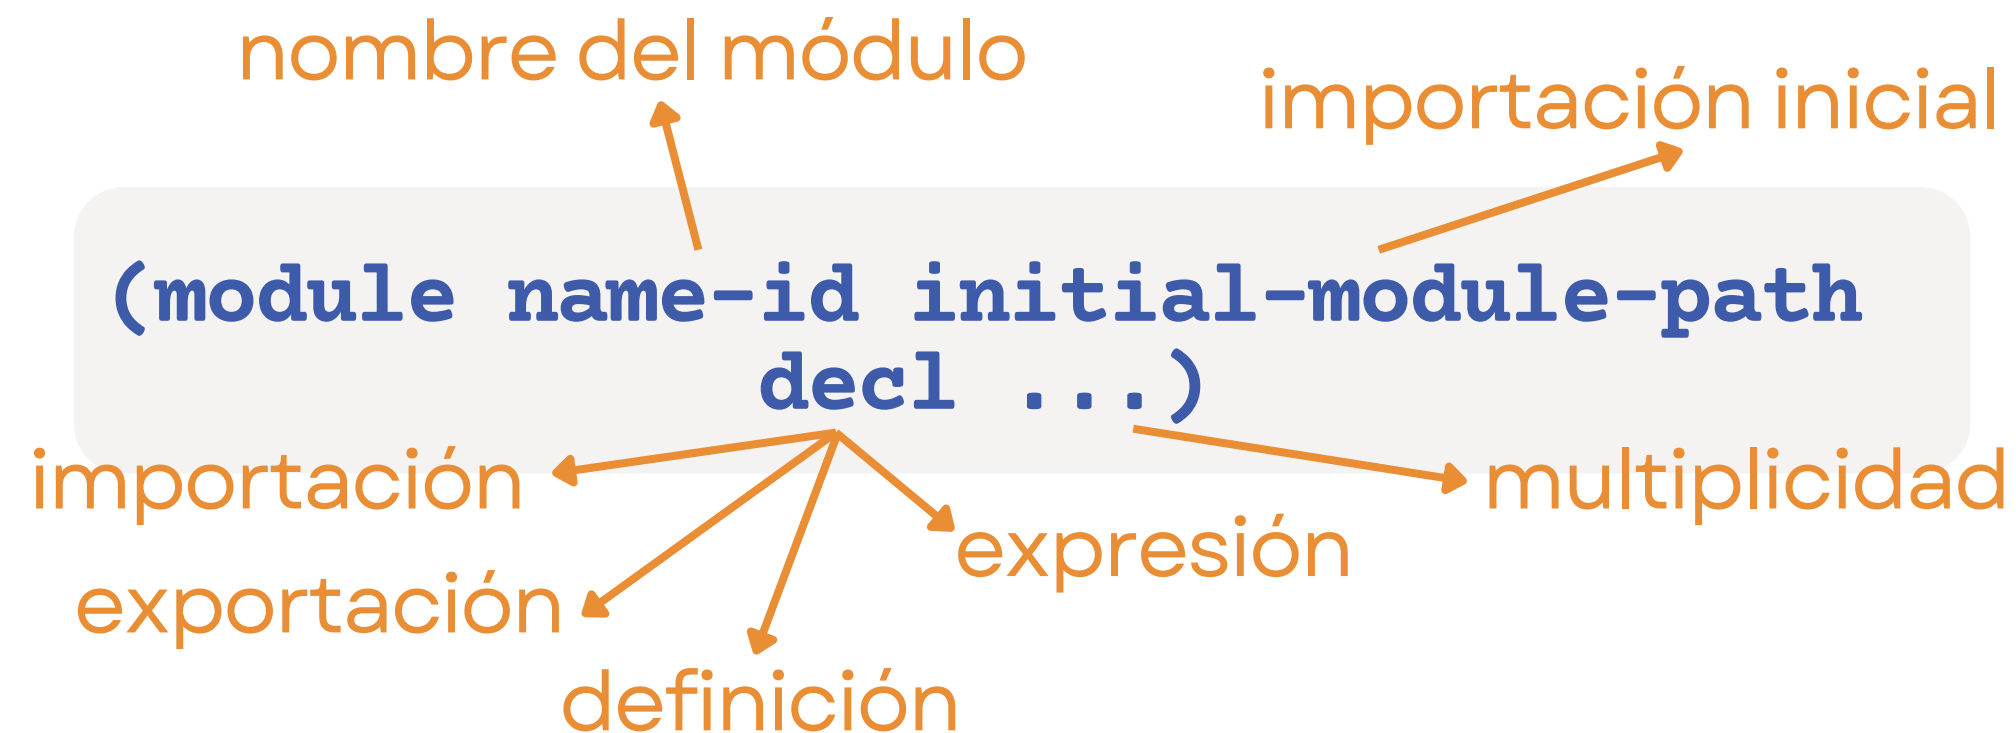 nombre del módulo
importación inicial
(module name-id initial-module-path
decl ...)
importación
multiplicidad
expresión
exportación
definición